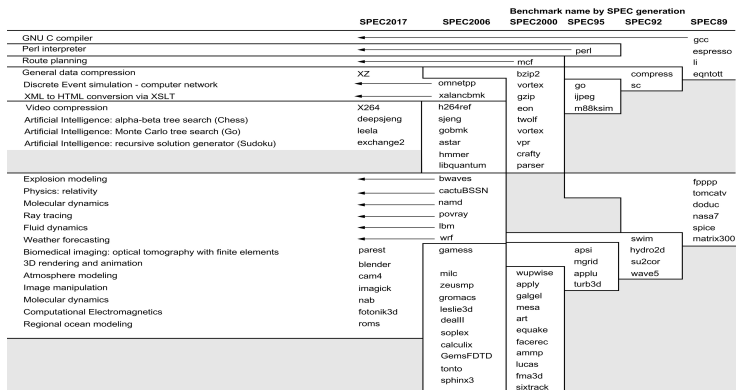 Benchmark name by SPEC generation
SPEC2017 SPEC2006 SPEC2000 SPEC95 SPEC92 SPEC89
GNU C compiler gcc
Perl interpreter perl espresso
Route planning mcf li
General data compression XZ bzip2 compress eqntott
Discrete Event simulation - computer network omnetpp vortex go sc
XML to HTML conversion via XSLT xalancbmk gzip ijpeg
Video compression X264 h264ref eon m88ksim
Artificial Intelligence: alpha-beta tree search (Chess) deepsjeng sjeng twolf
Artificial Intelligence: Monte Carlo tree search (Go) leela gobmk vortex
Artificial Intelligence: recursive solution generator (Sudoku) exchange2 astar vpr
hmmer crafty
libquantum parser
Explosion modeling bwaves fpppp
Physics: relativity cactuBSSN tomcatv
Molecular dynamics namd doduc
Ray tracing povray nasa7
Fluid dynamics lbm spice
Weather forecasting wrf swim matrix300
Biomedical imaging: optical tomography with finite elements parest gamess apsi hydro2d
3D rendering and animation blender mgrid su2cor
Atmosphere modeling cam4 milc wupwise applu wave5
Image manipulation imagick zeusmp apply turb3d
Molecular dynamics nab gromacs galgel
Computational Electromagnetics fotonik3d leslie3d mesa
Regional ocean modeling roms dealII art
soplex equake
calculix facerec
GemsFDTD ammp
tonto lucas
sphinx3 fma3d
sixtrack